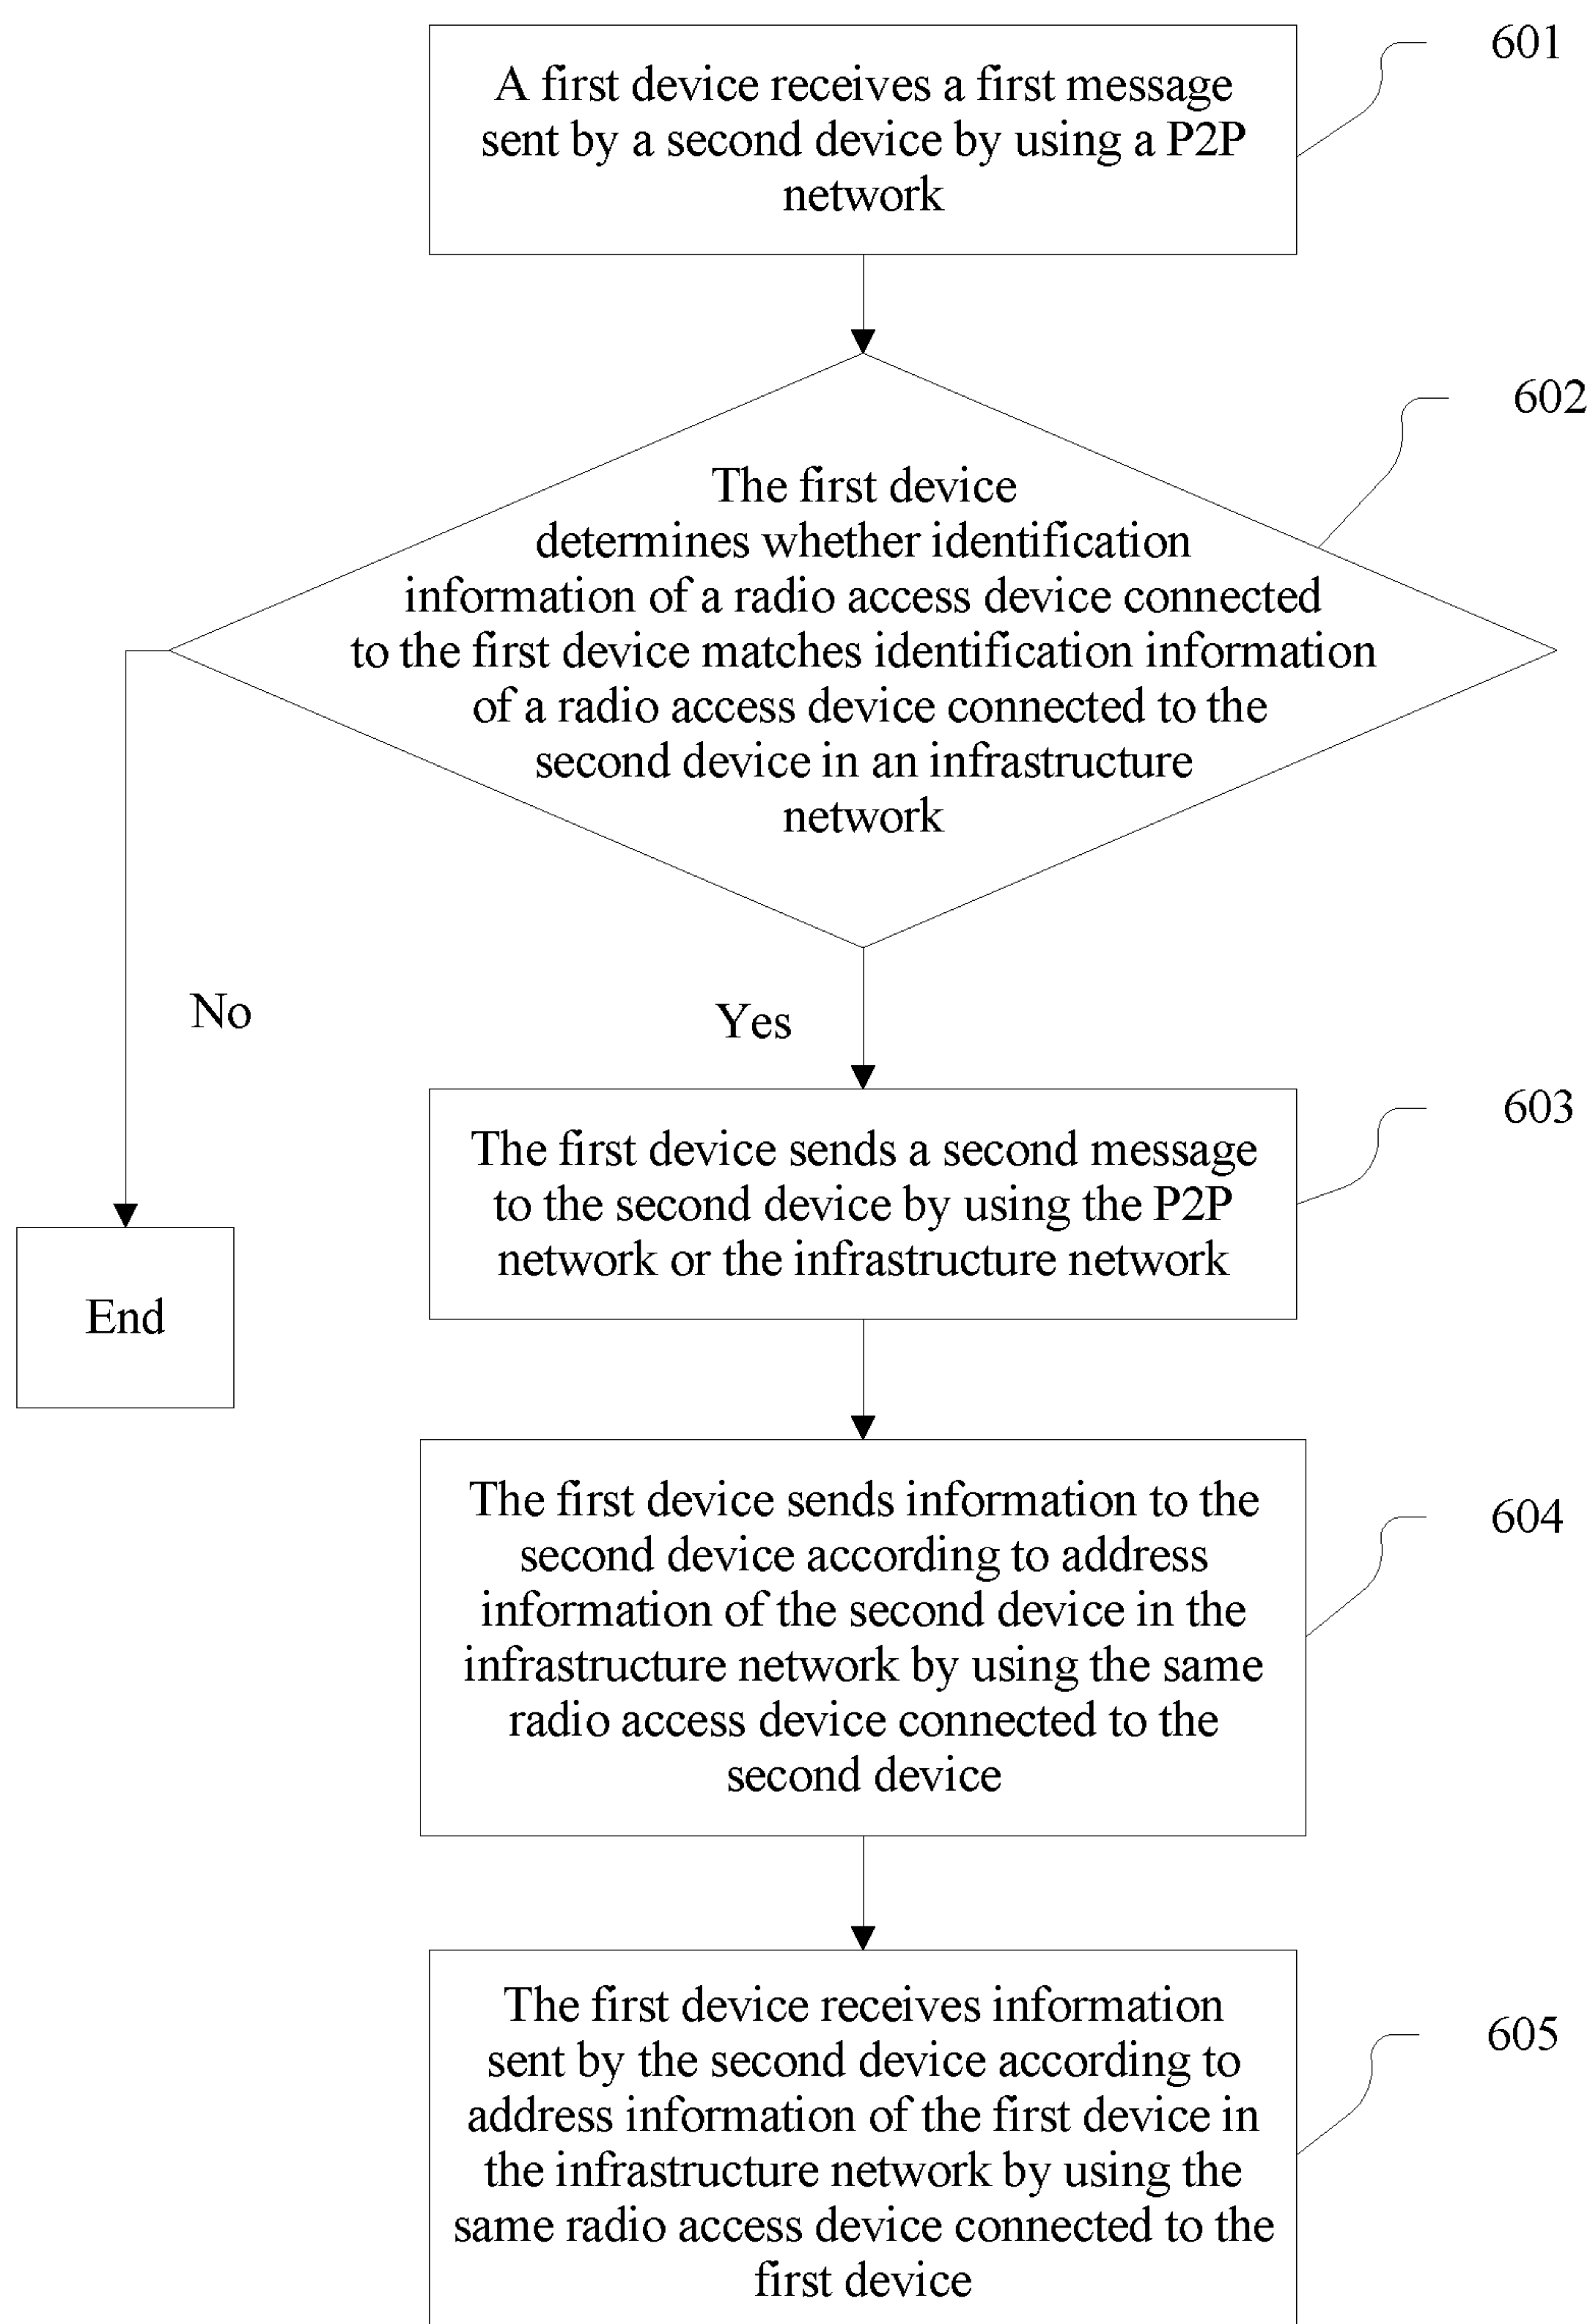 A first device receives a first message
sent by a second device by using a P2P
network
601
The first device
determines whether identification
information of a radio access device connected
to the first device matches identification information
of a radio access device connected to the
second device in an infrastructure
network
602
No
Yes
The first device sends a second message
to the second device by using the P2P
network or the infrastructure network
603
End
The first device sends information to the
second device according to address
information of the second device in the
infrastructure network by using the same
radio access device connected to the
second device
604
The first device receives information
sent by the second device according to
address information of the first device in
the infrastructure network by using the
same radio access device connected to the
first device
605